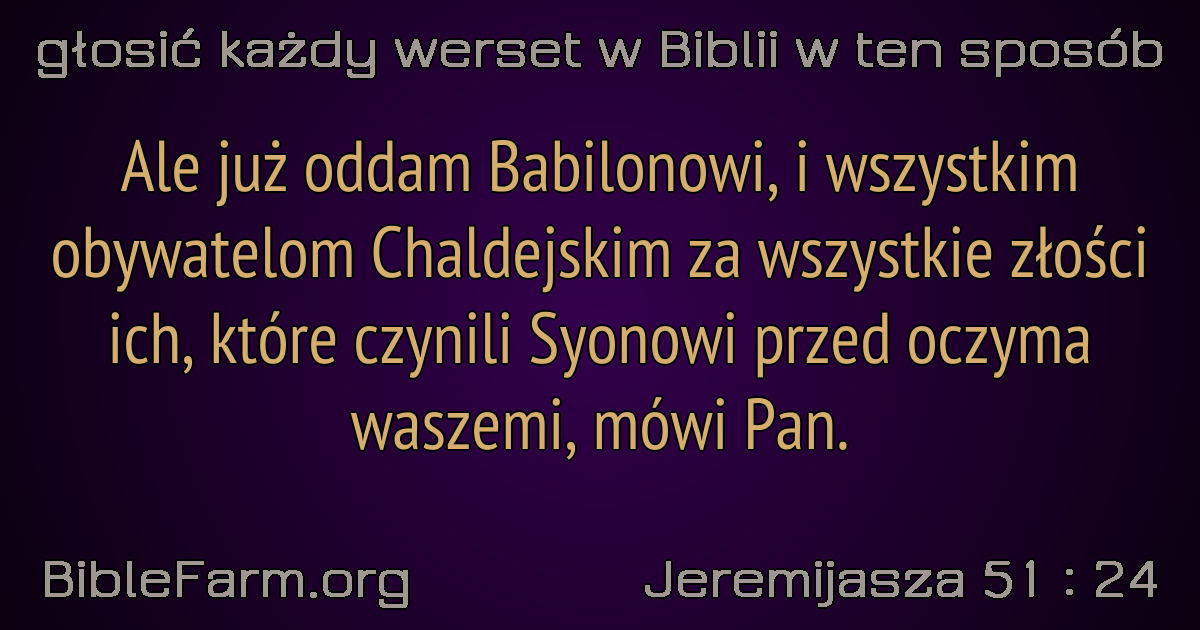 głosić każdy werset w Biblii w ten sposób
Ale już oddam Babilonowi, i wszystkim
obywatelom Chaldejskim za wszystkie złości
ich, które czynili Syonowi przed oczyma
waszemi, mówi Pan.
BibleFarm.org
Jeremijasza 51 : 24